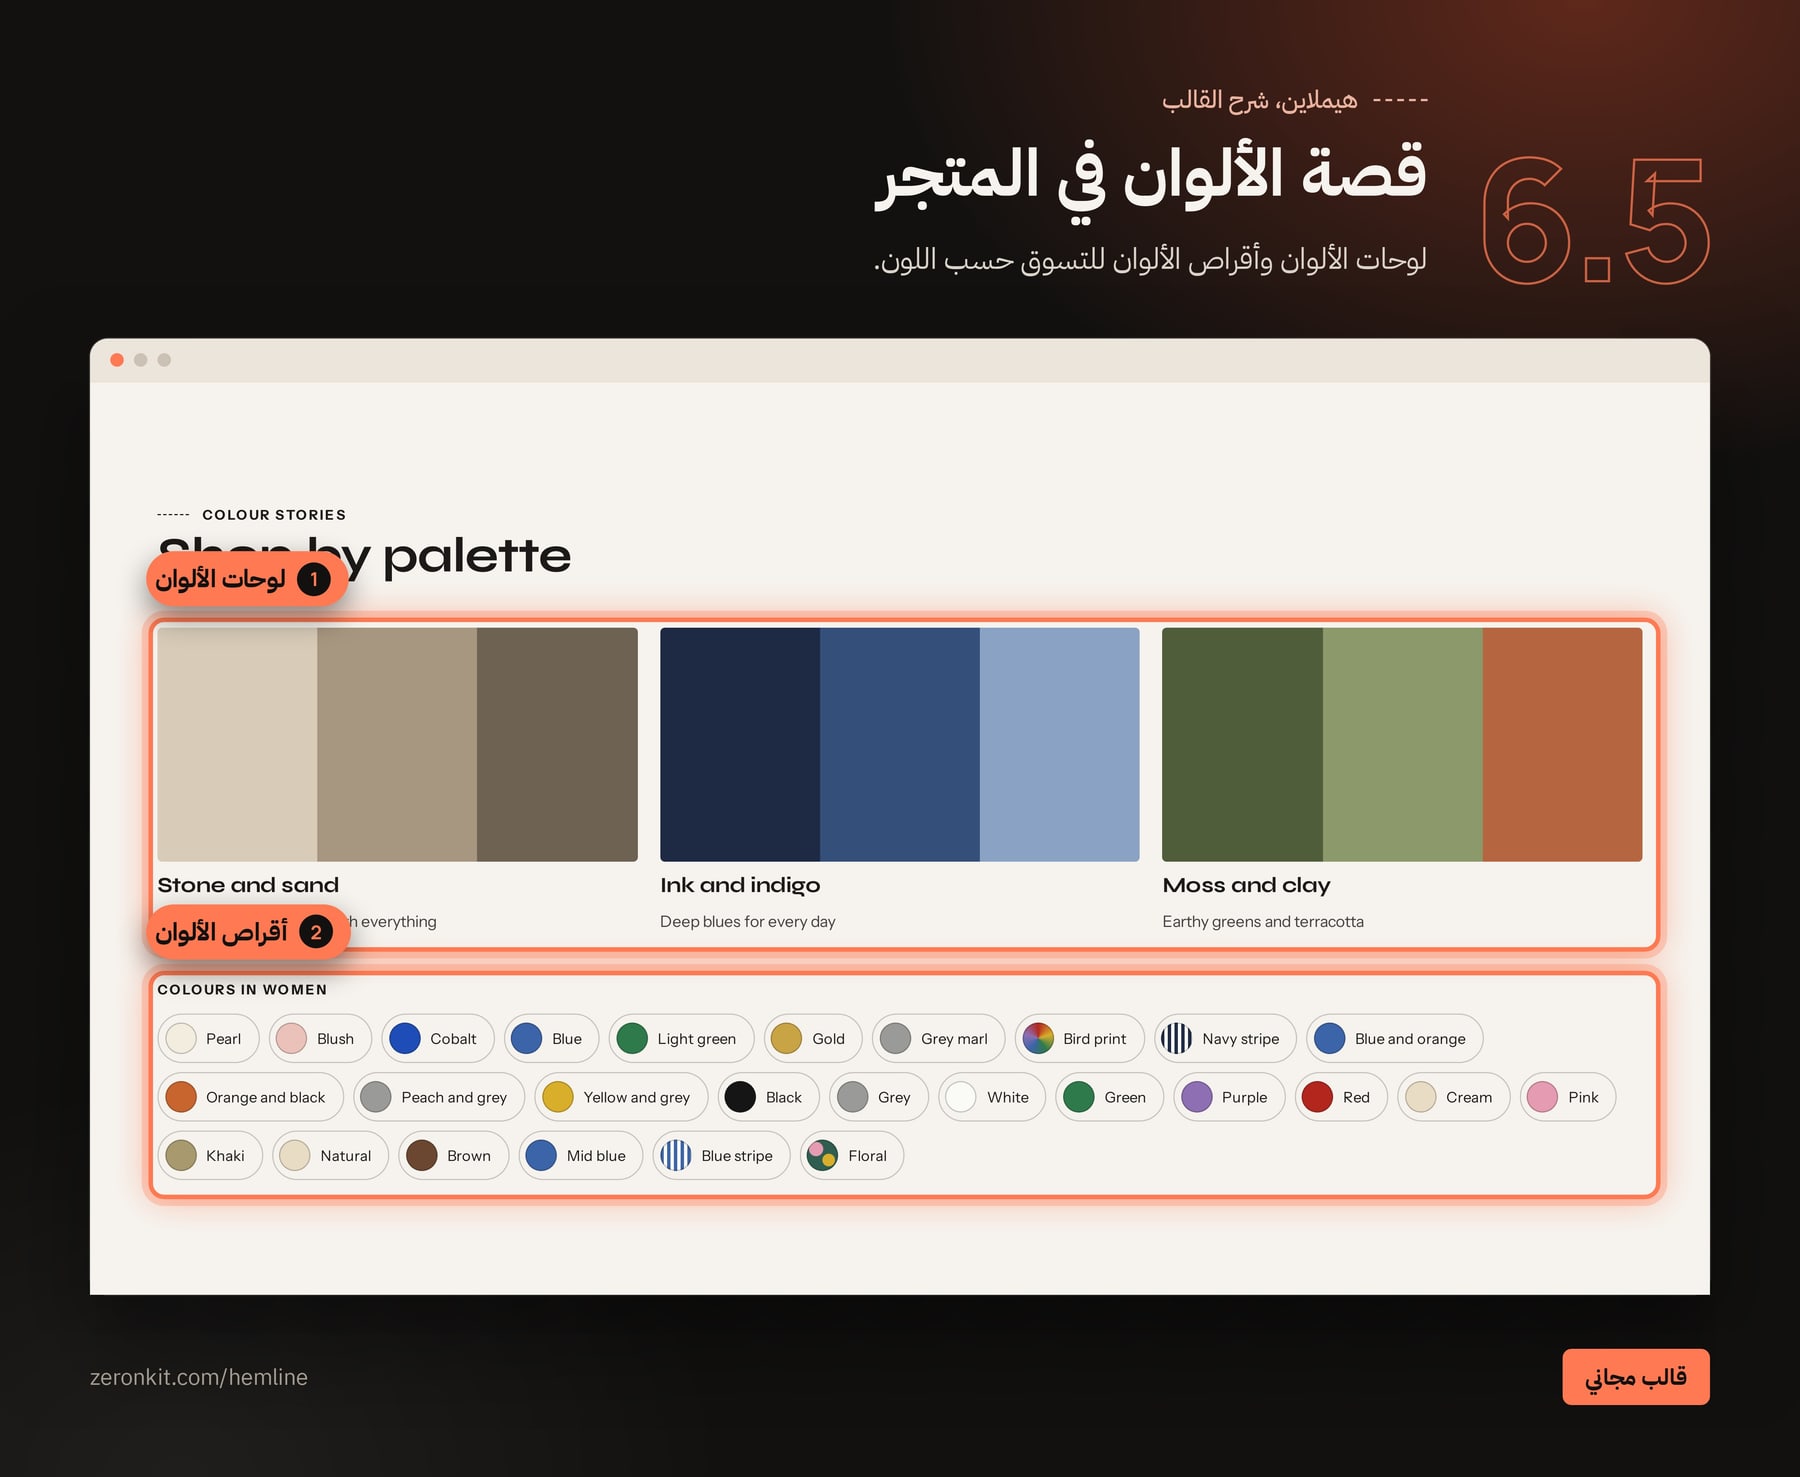 هيملاين، شرح القالب
6.5
قصة الألوان في المتجر
لوحات الألوان وأقراص الألوان للتسوق حسب اللون.
COLOUR STORIES
by palette
1 لوحات الألوان
Stone and sand
Ink and indigo
Moss and clay
everything
Deep blues for every day
Earthy greens and terracotta
2 أقراص الألوان
COLOURS IN WOMEN
Pearl Blush Cobalt Blue Light green Gold Grey marl Bird print Navy stripe Blue and orange
Orange and black Peach and grey Yellow and grey Black Grey White Green Purple Red Cream Pink
Khaki Natural Brown Mid blue Blue stripe Floral
zeronkit.com/hemline
قالب مجاني